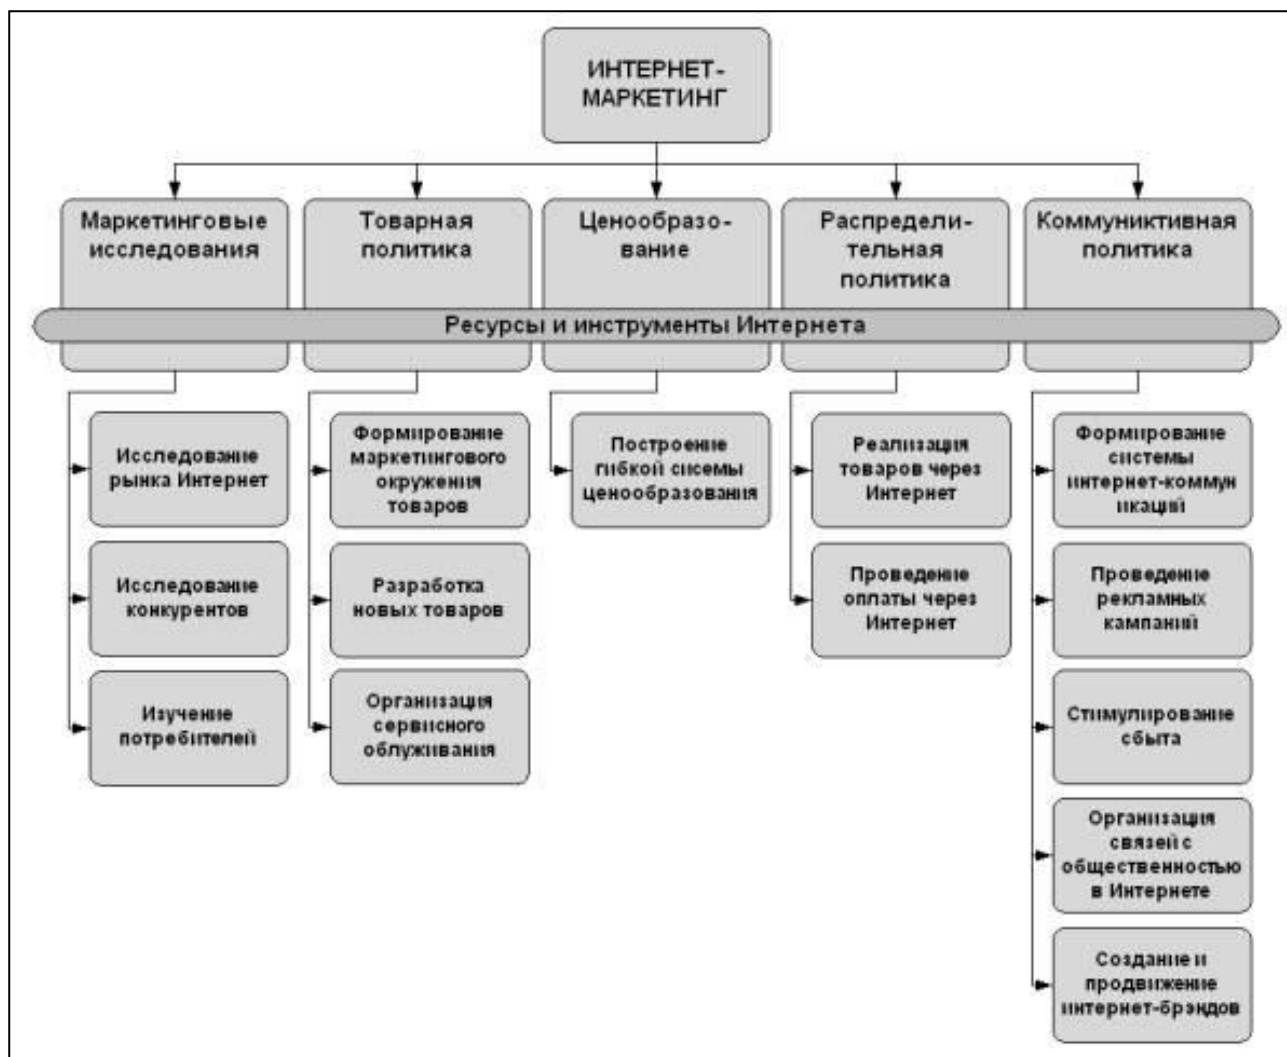 ИНТЕРНЕТ-
МАРКЕТИНГ
Маркетинговые
исследования
Товарная
политика
Ценообразо-
вание
Распредели-
тельная
политика
Коммуниктивная
политика
Ресурсы и инструменты Интернета
Исследование
рынка Интернет
Исследование
конкурентов
Изучение
потребителей
Формирование
маркетингового
окружения
товаров
Разработка
новых товаров
Организация
сервисного
облуживания
Построение
гибкой сисемы
ценообразования
Реализация
товаров через
Интернет
Проведение
оплаты через
Интернет
Формирование
системы
интернет-коммун
икаций
Проведение
рекламных
кампаний
Стимулирование
сбыта
Организация
связей с
общественностью
в Интернете
Создание и
продвижение
интернет-брэндов